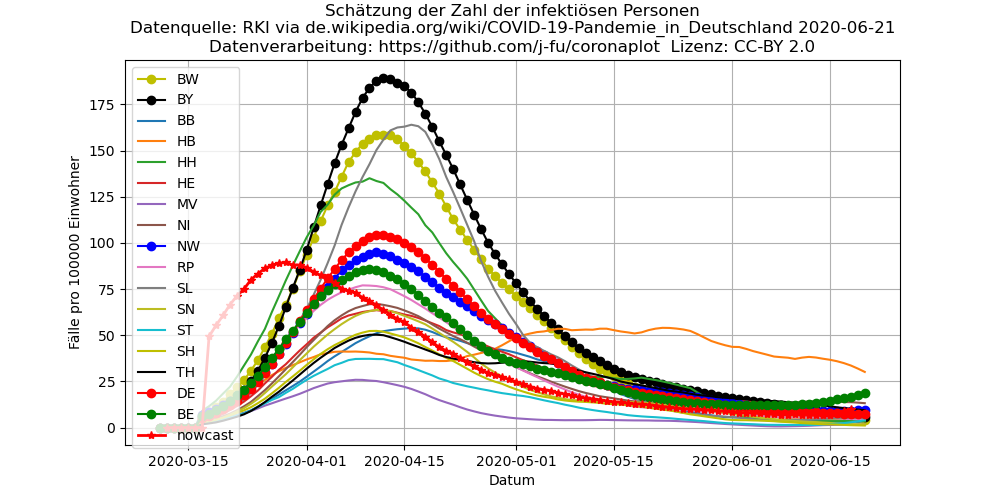 Schätzung der Zahl der infektiösen Personen
Datenquelle: RKI via de.wikipedia.org/wiki/COVID-19-Pandemie_in_Deutschland 2020-06-21
Datenverarbeitung: https://github.com/j-fu/coronaplot  Lizenz: CC-BY 2.0
Fälle pro 100000 Einwohner
175
150
125
100
75
50
25
0
BW
BY
BB
HB
HH
HE
MV
NI
NW
RP
SL
SN
ST
SH
TH
DE
BE
nowcast
2020-03-15
2020-04-01
2020-04-15
2020-05-01
2020-05-15
2020-06-01
2020-06-15
Datum